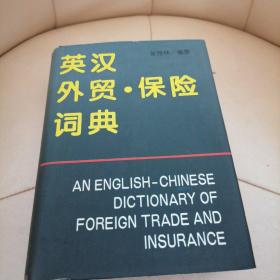 英汉
外贸·保险
词典
AN ENGLISH-CHINESE
DICTIONARY OF
FOREIGN TRADE AND
INSURANCE